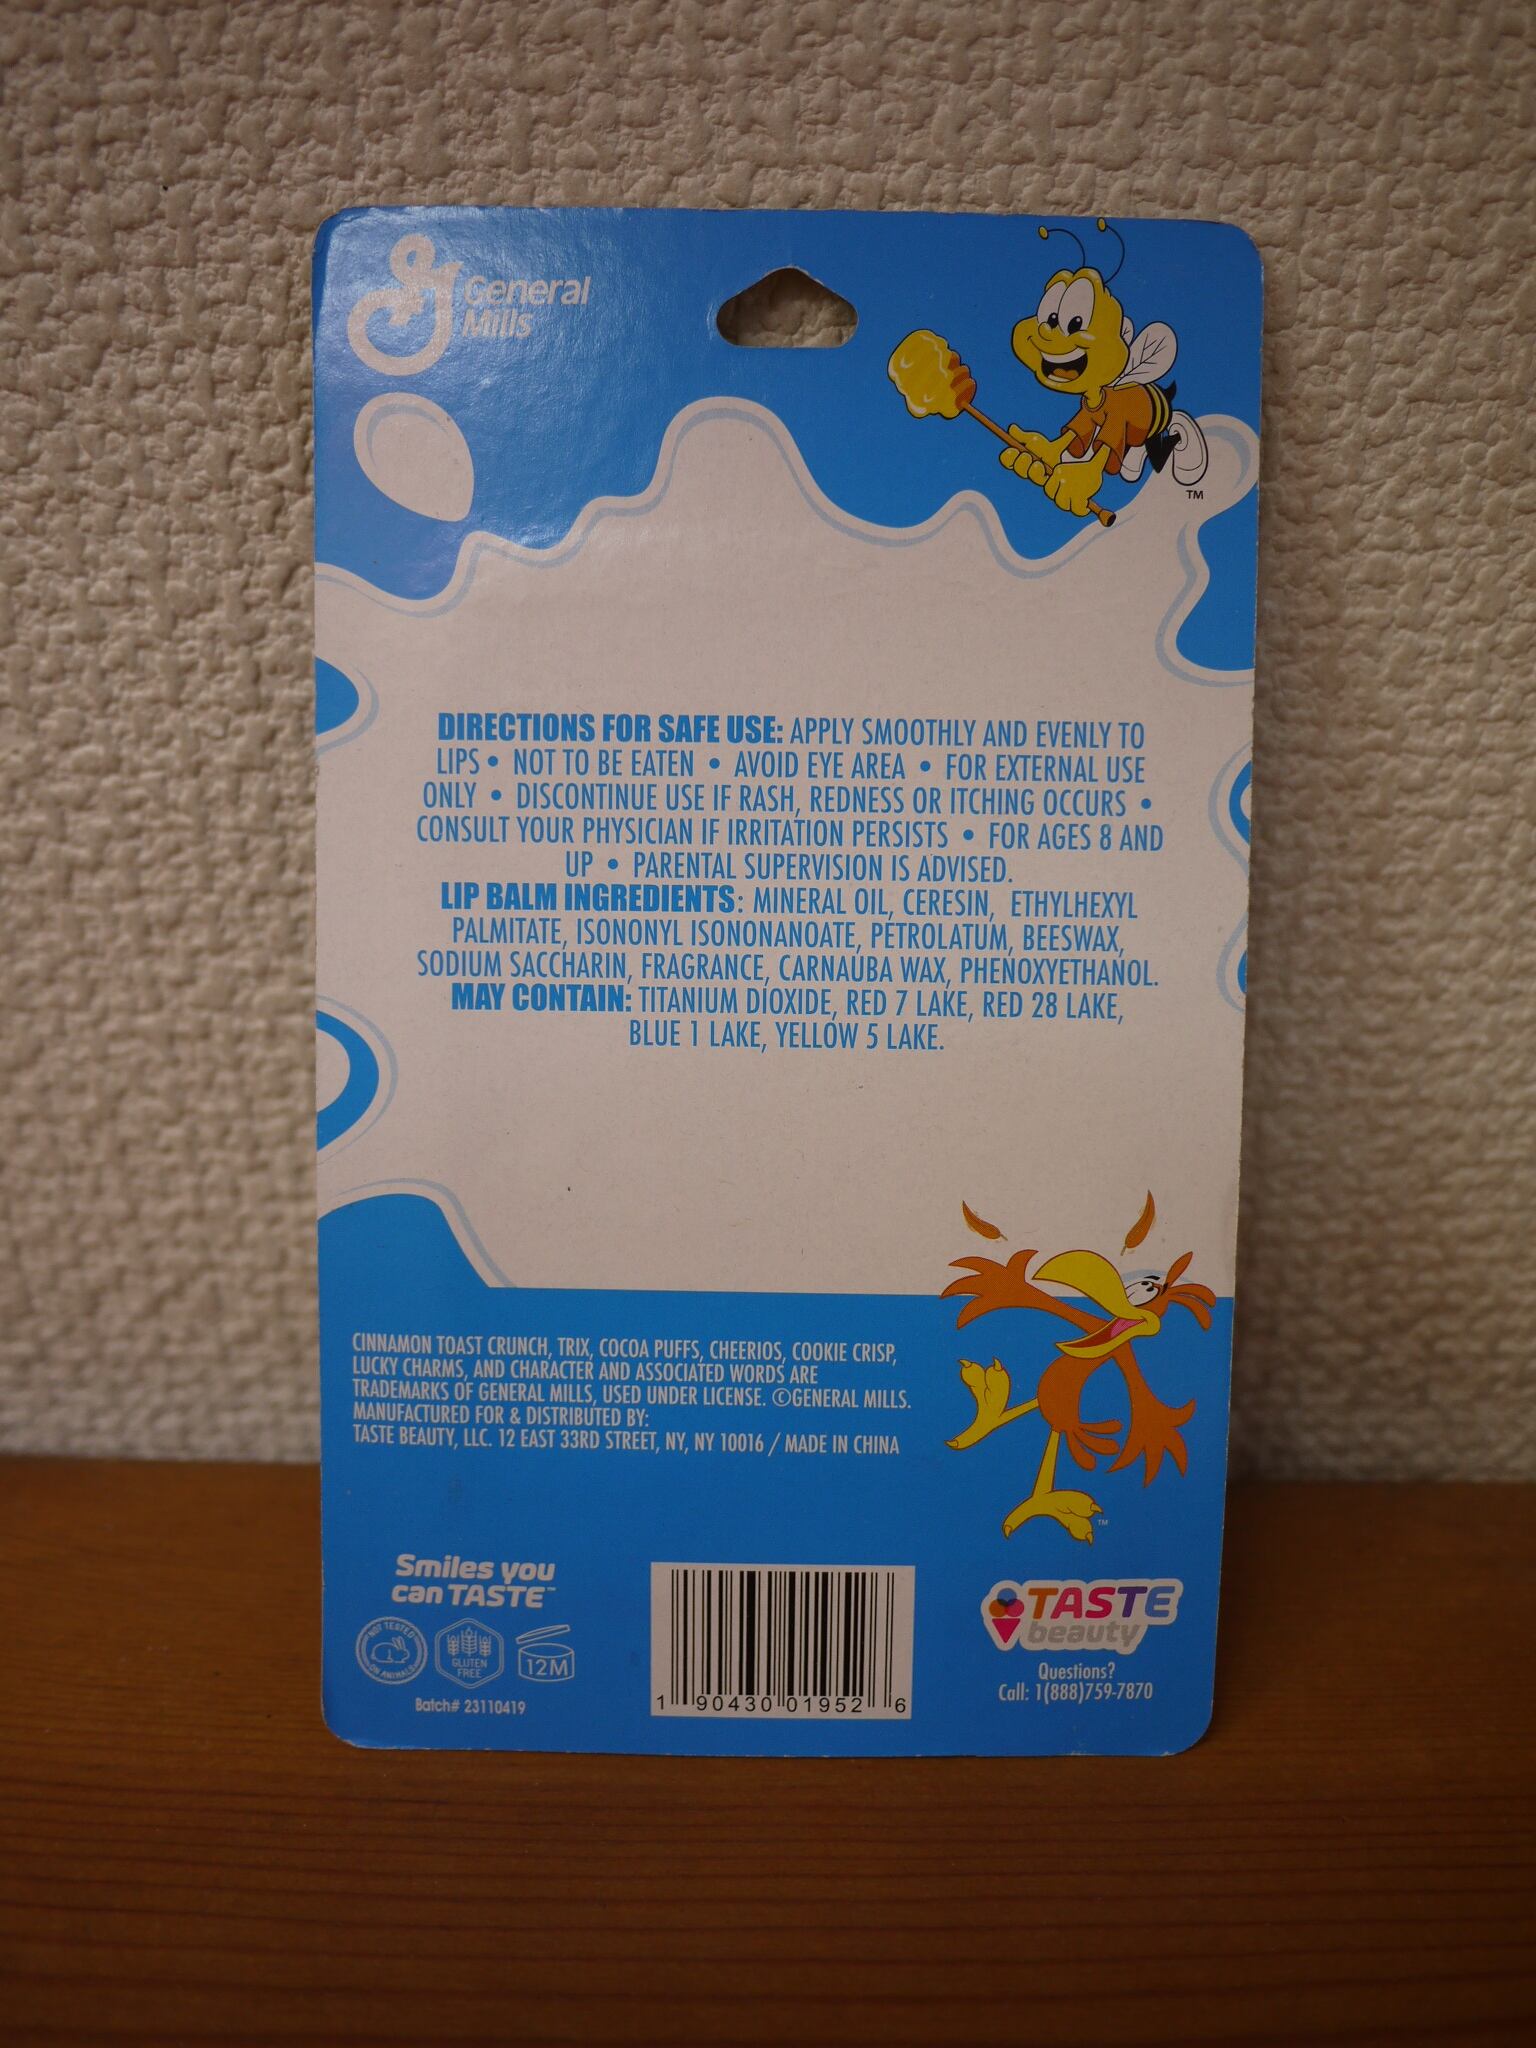 General
Mills
TM
DIRECTIONS FOR SAFE USE: APPLY SMOOTHLY AND EVENLY TO
LIPS • NOT TO BE EATEN • AVOID EYE AREA • FOR EXTERNAL USE
ONLY • DISCONTINUE USE IF RASH, REDNESS OR ITCHING OCCURS •
CONSULT YOUR PHYSICIAN IF IRRITATION PERSISTS • FOR AGES 8 AND
UP • PARENTAL SUPERVISION IS ADVISED.
LIP BALM INGREDIENTS: MINERAL OIL, CERESIN, ETHYLHEXYL
PALMITATE, ISONONYL ISONONANOATE, PETROLATUM, BEESWAX,
SODIUM SACCHARIN, FRAGRANCE, CARNAUBA WAX, PHENOXYETHANOL.
MAY CONTAIN: TITANIUM DIOXIDE, RED 7 LAKE, RED 28 LAKE,
BLUE 1 LAKE, YELLOW 5 LAKE.
CINNAMON TOAST CRUNCH, TRIX, COCOA PUFFS, CHEERIOS, COOKIE CRISP,
LUCKY CHARMS, AND CHARACTER AND ASSOCIATED WORDS ARE
TRADEMARKS OF GENERAL MILLS, USED UNDER LICENSE. ©GENERAL MILLS.
MANUFACTURED FOR & DISTRIBUTED BY:
TASTE BEAUTY, LLC. 12 EAST 33RD STREET, NY, NY 10016 / MADE IN CHINA
TM
Smiles you
can TASTE™
NOT TESTED
ON ANIMALS
GLUTEN
FREE
12M
Batch# 23110419
1 90430 01952 6
TASTE
beauty
Questions?
Call: 1(888)759-7870